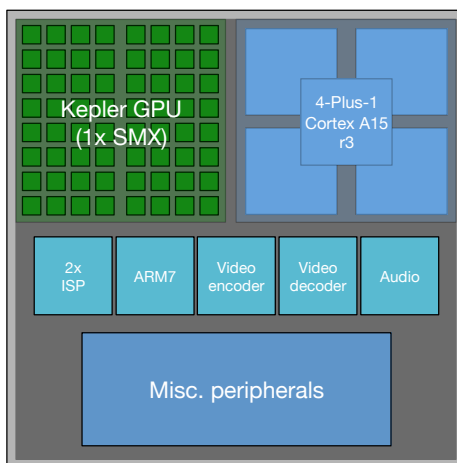 Kepler GPU
(1x SMX)
4-Plus-1
Cortex A15
r3
2x
ISP
ARM7
Video
encoder
Video
decoder
Audio
Misc. peripherals